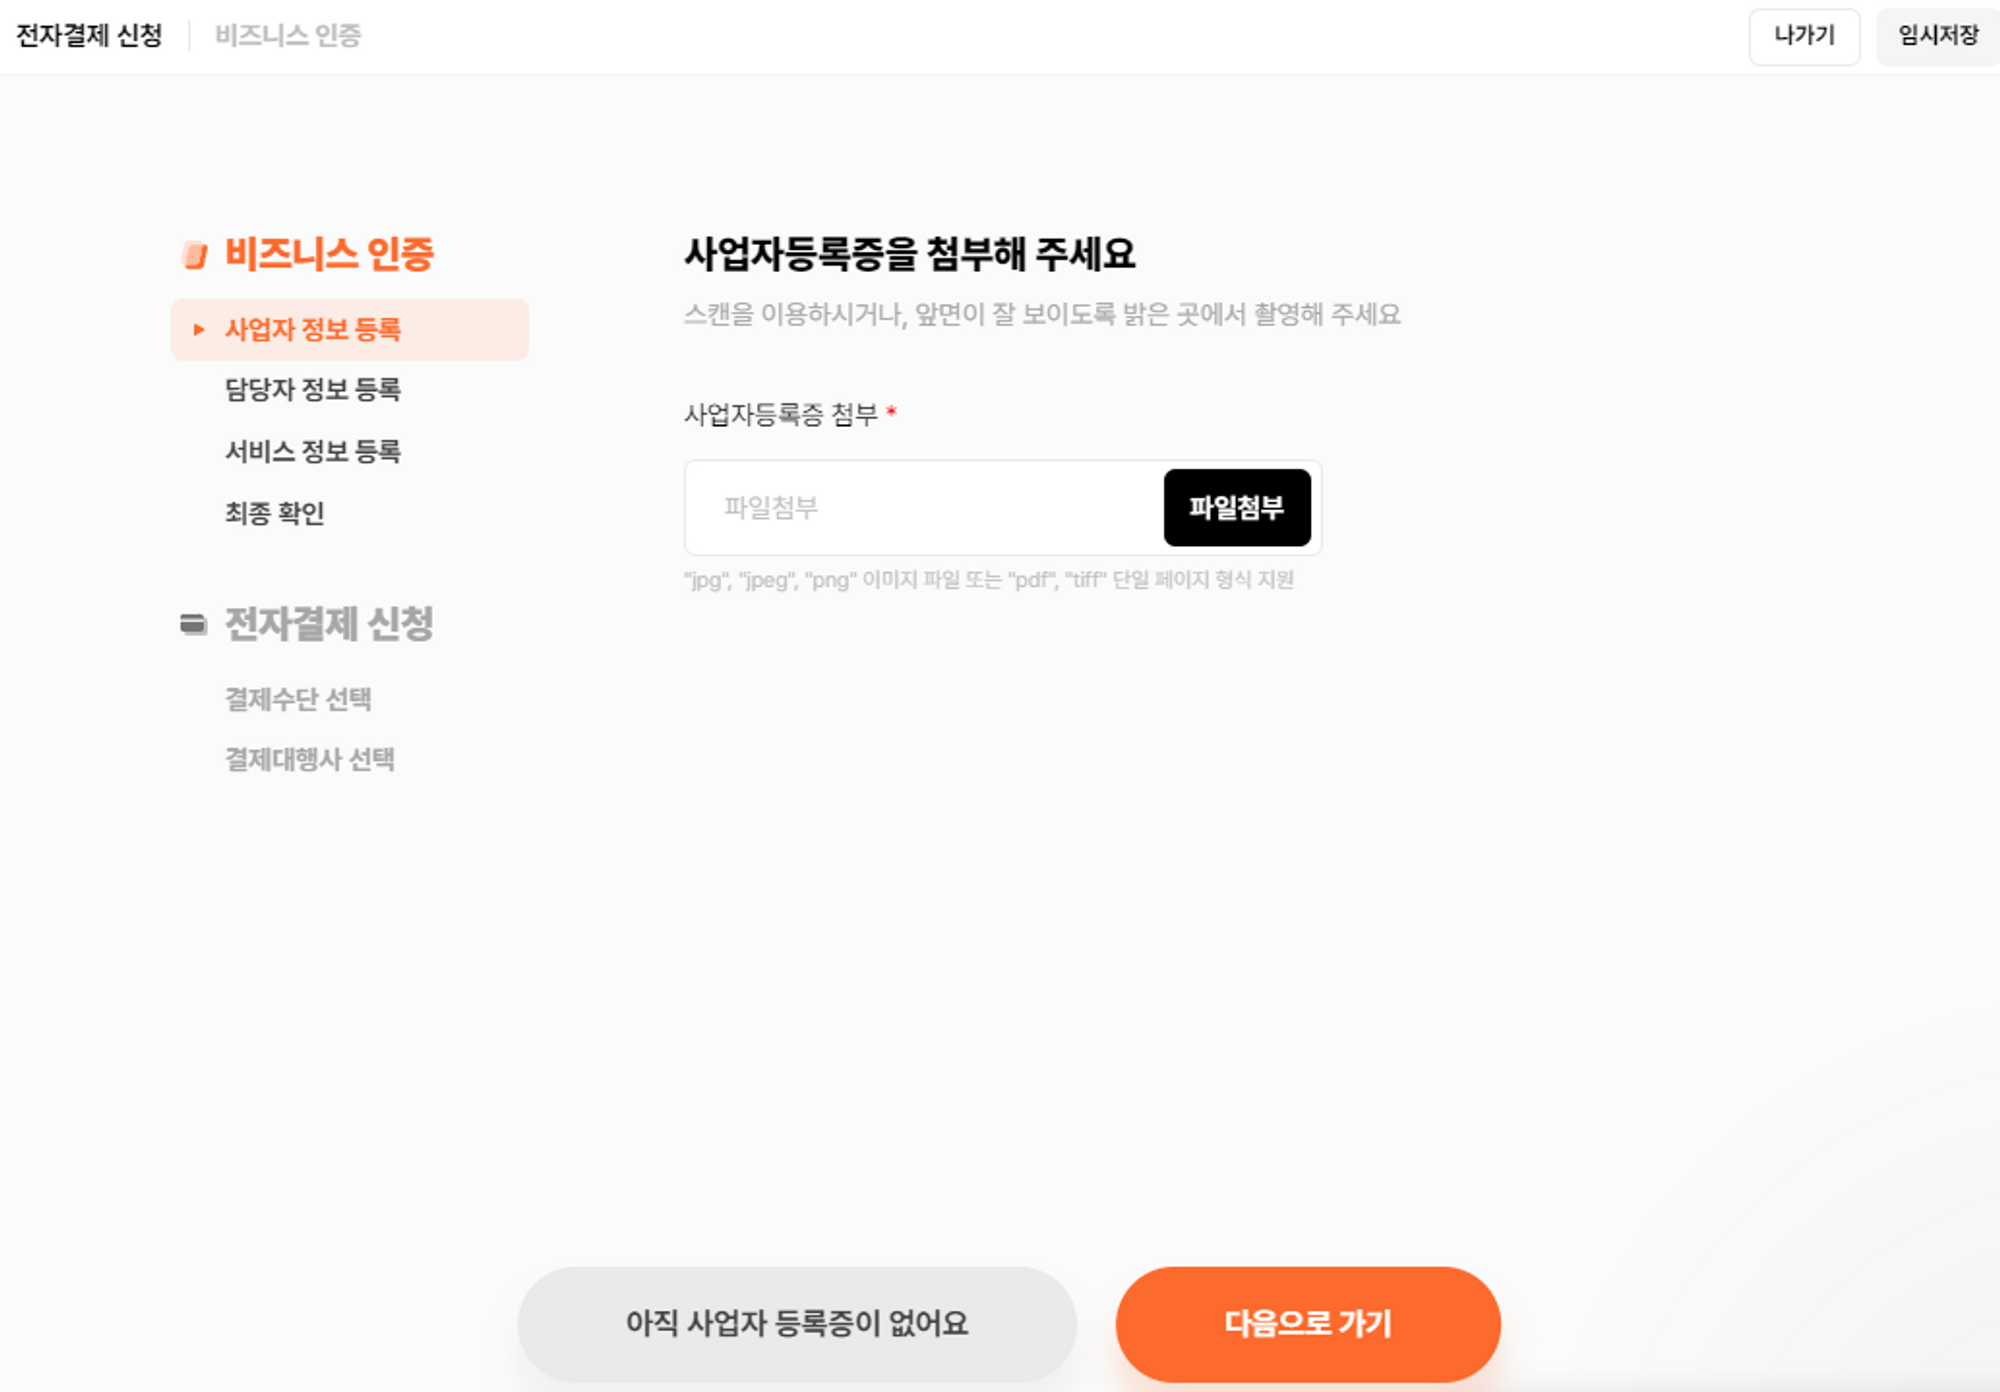 전자결제 신청
비즈니스 인증
나가기
임시저장
비즈니스 인증
사업자 정보 등록
담당자 정보 등록
서비스 정보 등록
최종 확인
전자결제 신청
결제수단 선택
결제대행사 선택
사업자등록증을 첨부해 주세요
스캔을 이용하시거나, 앞면이 잘 보이도록 밝은 곳에서 촬영해 주세요
사업자등록증 첨부 *
파일첨부
파일첨부
"jpg", "jpeg", "png" 이미지 파일 또는 "pdf", "tiff" 단일 페이지 형식 지원
아직 사업자 등록증이 없어요
다음으로 가기